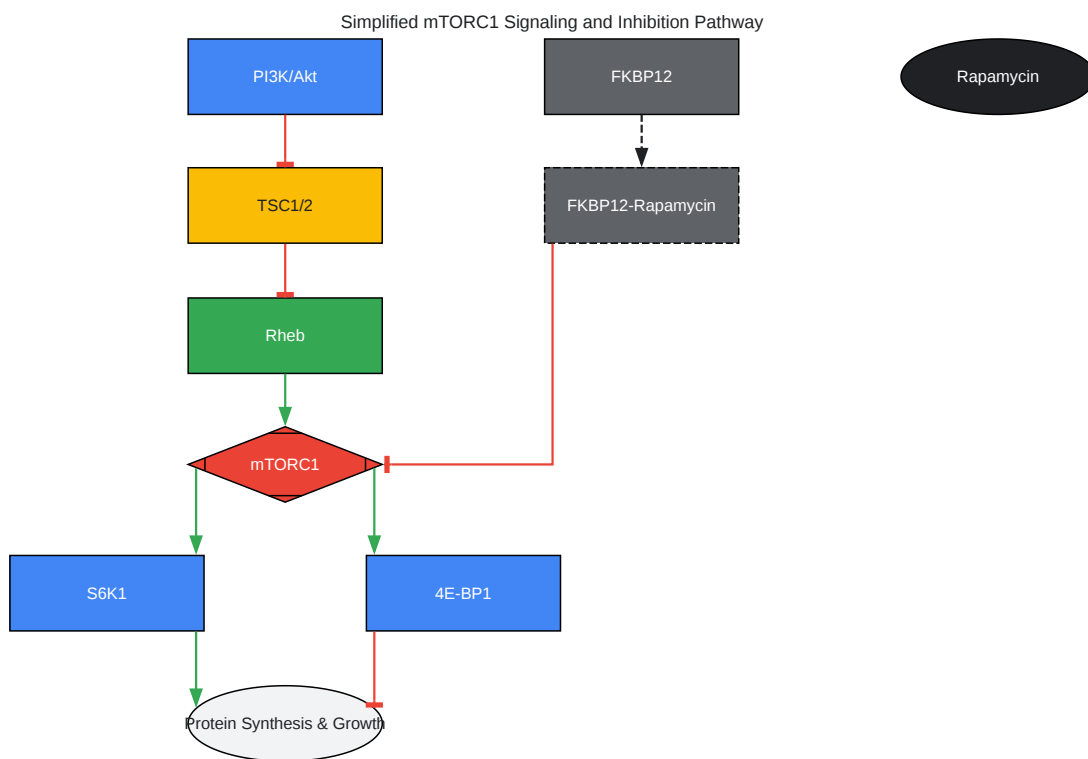 Simplified mTORC1 Signaling and Inhibition Pathway
PI3K/Akt
FKBP12
Rapamycin
TSC1/2
FKBP12-Rapamycin
Rheb
mTORC1
S6K1
4E-BP1
Protein Synthesis & Growth